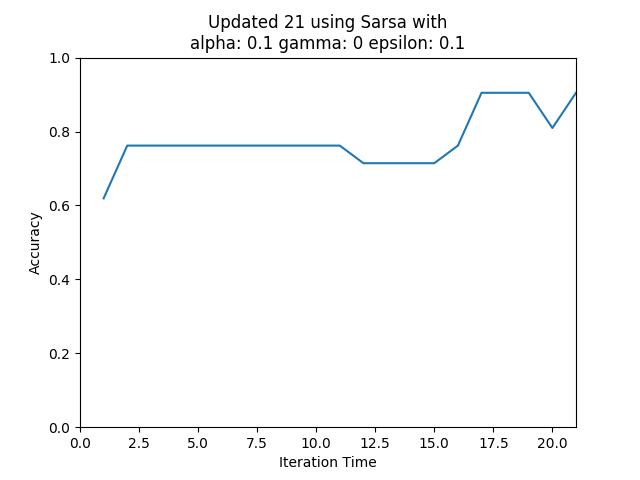 Updated 21 using Sarsa with
alpha: 0.1 gamma: 0 epsilon: 0.1
1.0
0.8
0.6
0.4
0.2
0.0
Accuracy
0.0 2.5 5.0 7.5 10.0 12.5 15.0 17.5 20.0
Iteration Time